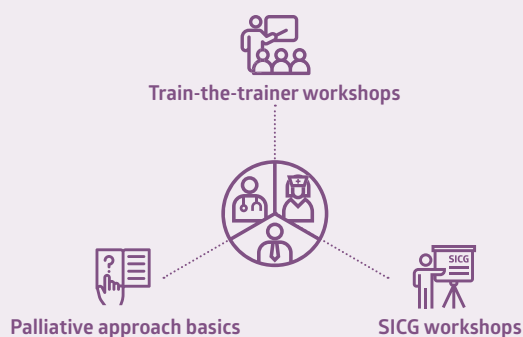 Train-the-trainer workshops
?
SICG
Palliative approach basics
SICG workshops